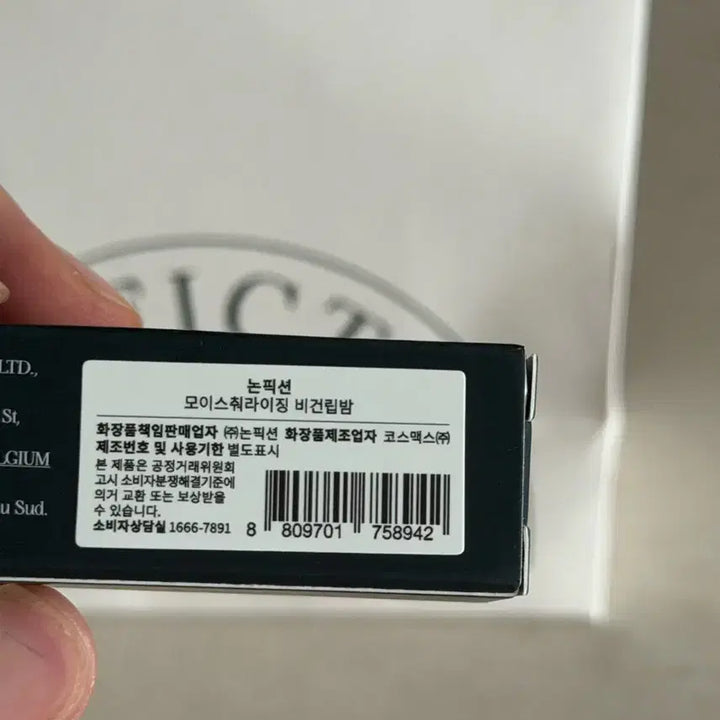 FICT
LTD.,
St,
LGIUM
u Sud.
논픽션
모이스춰라이징 비건립밤
화장품책임판매업자 ㈜논픽션 화장품제조업자 코스맥스㈜
제조번호 및 사용기한 별도표시
본 제품은 공정거래위원회
고시 소비자분쟁해결기준에
의거 교환 또는 보상받을
수 있습니다.
소비자상담실 1666-7891
8 809701 758942